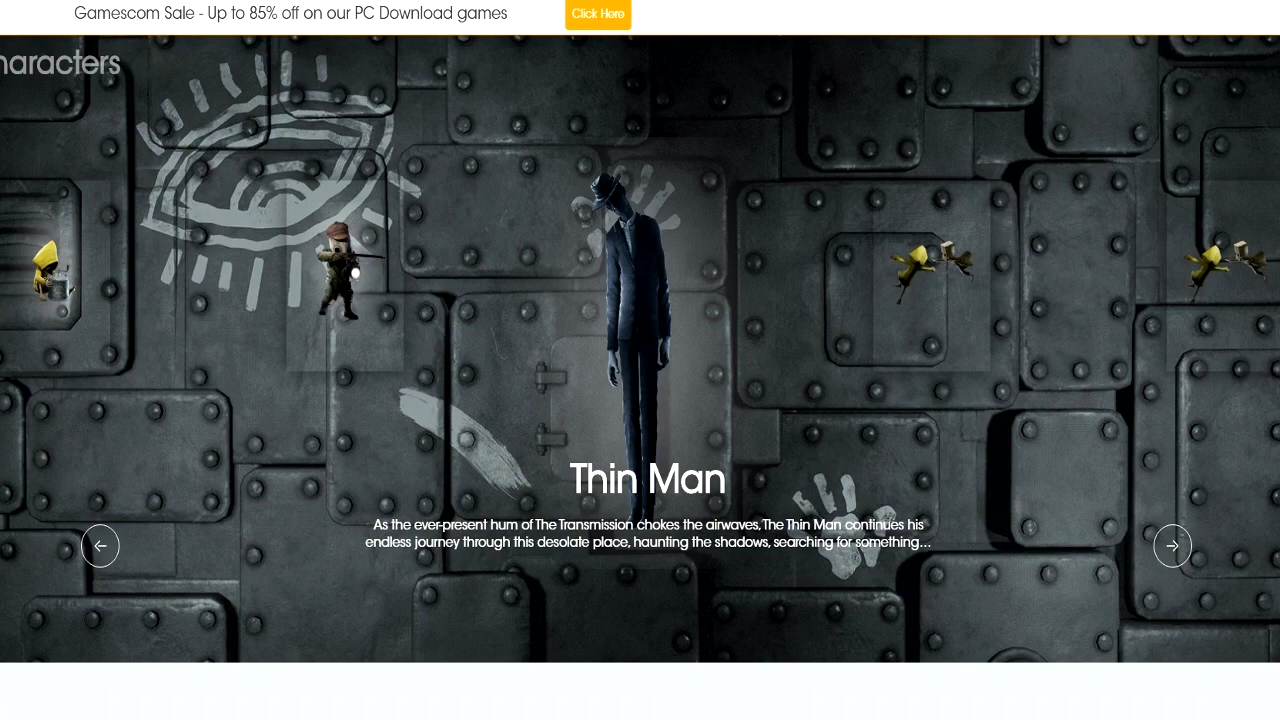 Gamescom Sale - Up to 85% off on our PC Download games
Click Here
haracters
Thin Man
As the ever-present hum of The Transmission chokes the airwaves, The Thin Man continues his
endless journey through this desolate place, haunting the shadows, searching for something...